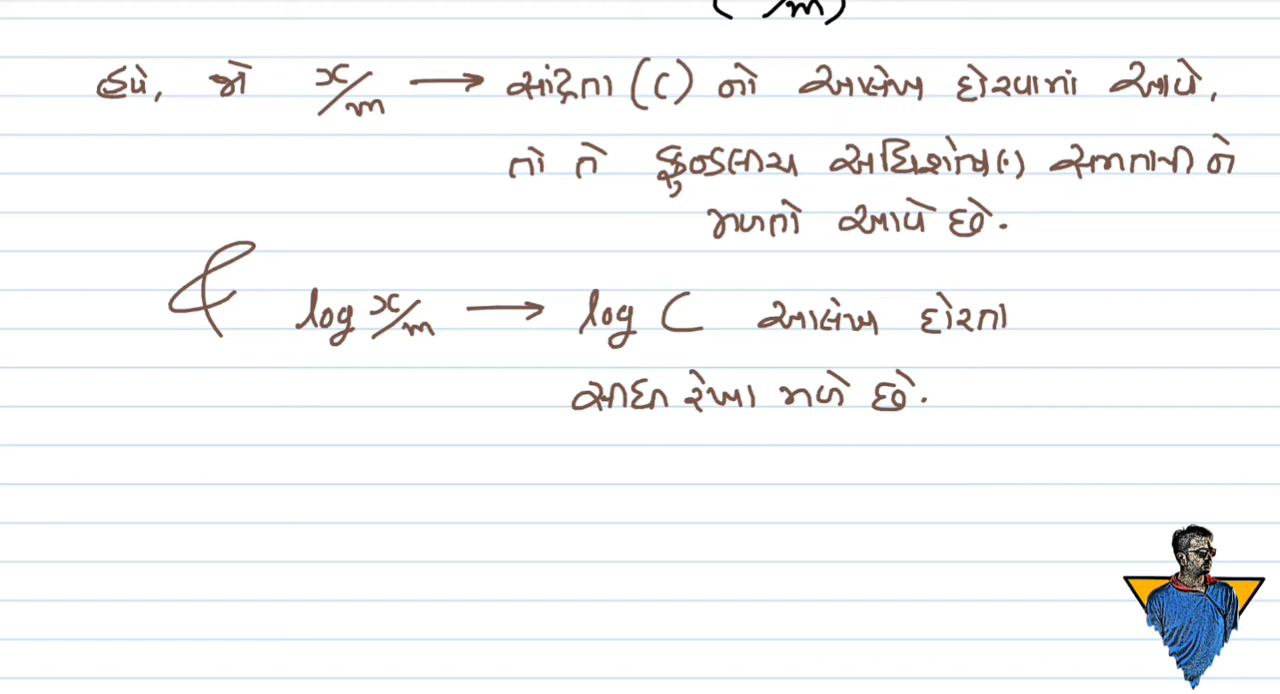 (x/m)
હવે, જો x/m → સાંદ્રતા (C) નો આલેખ દોરવામાં આવે,
તો તે ફ્રુન્ડલીચ અધિશોષણ સમતાપી ને
મળતો આવે છે.
& log x/m → log C આલેખ દોરતા
સીધી રેખા મળે છે.